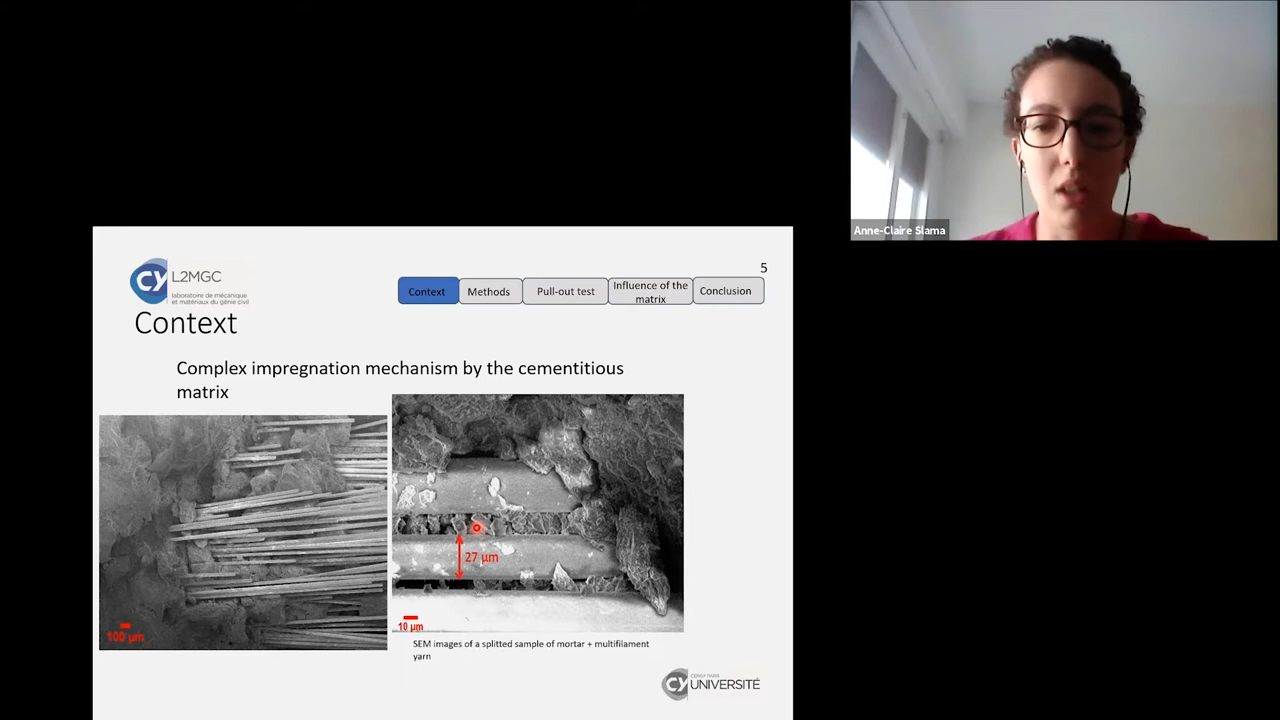 Anne-Claire Slama
5
CY
L2MGC
laboratoire de mécanique
et matériaux du génie civil
Context
Methods
Pull-out test
Influence of the
matrix
Conclusion
Context
Complex impregnation mechanism by the cementitious
matrix
27 µm
100 µm
10 µm
SEM images of a splitted sample of mortar + multifilament
yarn
CY
CERGY PARIS
UNIVERSITÉ